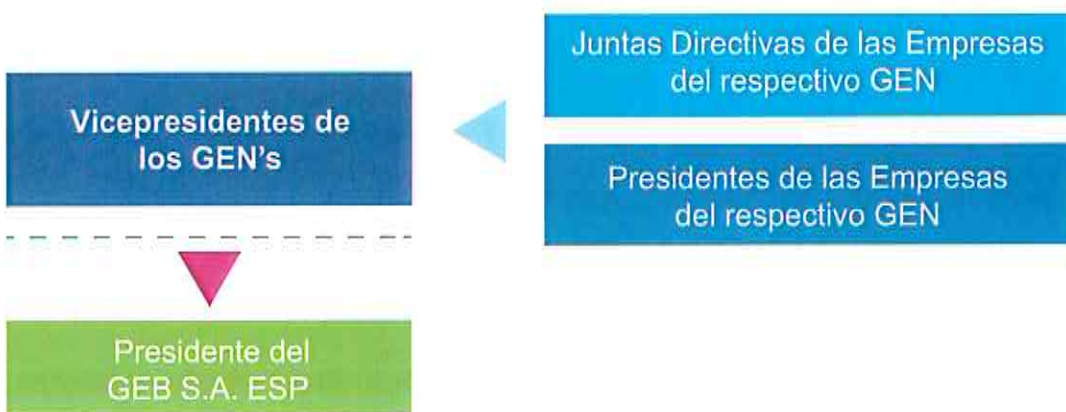 Vicepresidentes de
los GEN's
Juntas Directivas de las Empresas
del respectivo GEN
Presidentes de las Empresas
del respectivo GEN
Presidente del
GEB S.A. ESP